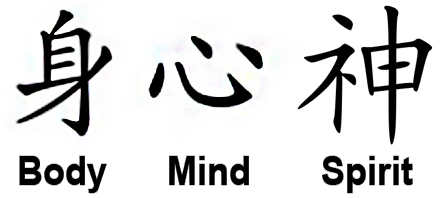 身 心 神
Body Mind Spirit